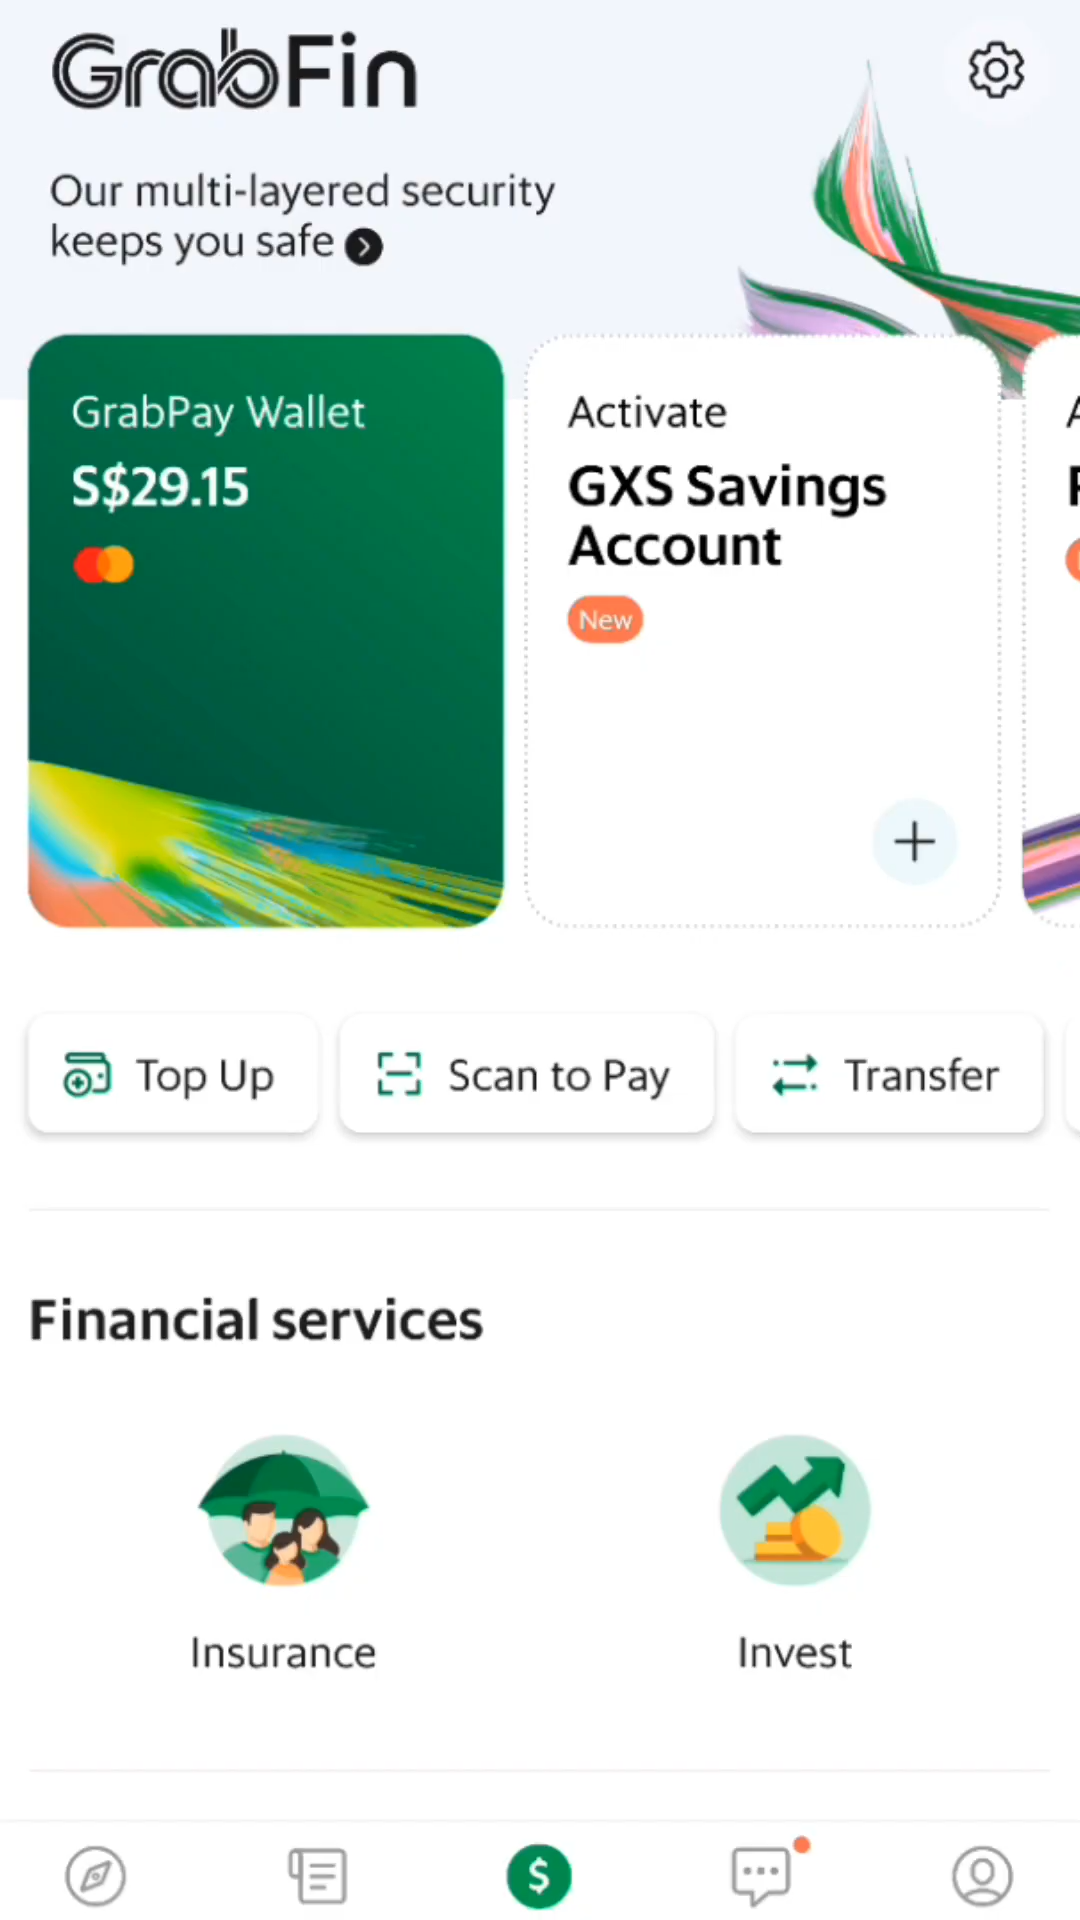 GrabFin
Our multi-layered security
keeps you safe
GrabPay Wallet
S$29.15
Activate
GXS Savings
Account
New
Top Up
Scan to Pay
Transfer
Financial services
Insurance
Invest
$